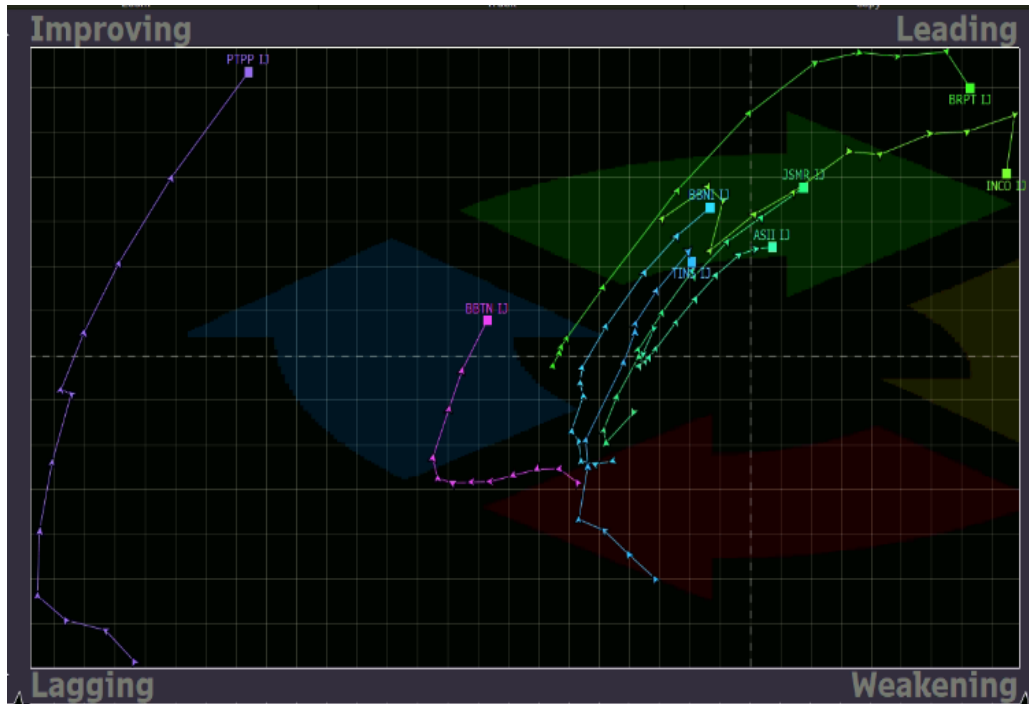 Improving
Leading
PTPP IJ
BRPT IJ
JSMR IJ
INCO IJ
BBNI IJ
ASII IJ
TINS IJ
BBTN IJ
Lagging
Weakening